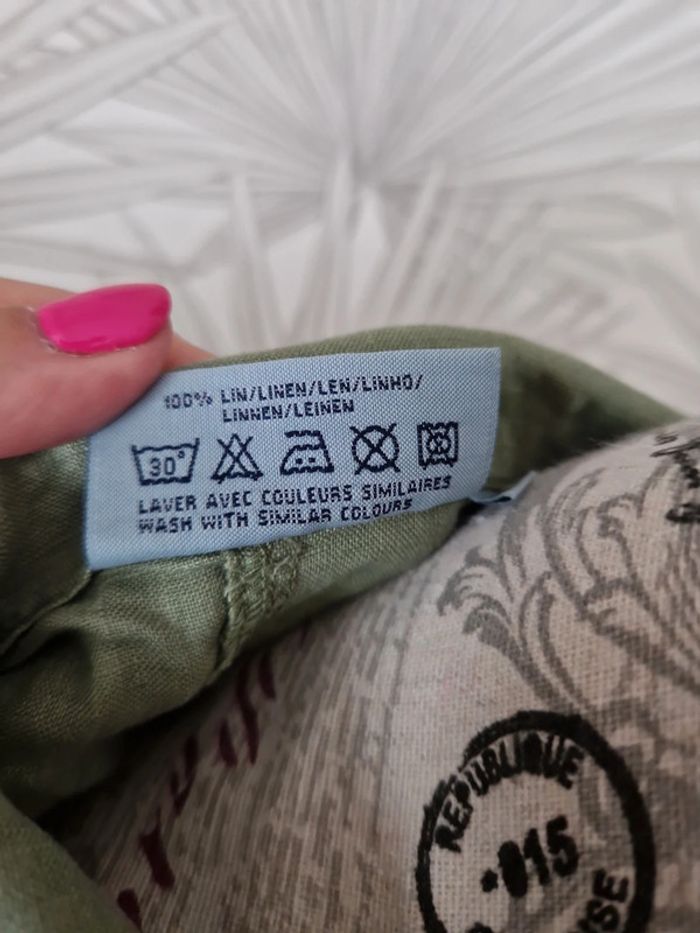 100% LIN/LINEN/LEN/LINHO/
LINNEN/LEINEN
30°
LAVER AVEC COULEURS SIMILAIRES
WASH WITH SIMILAR COLOURS
REPUBLIQUE
015